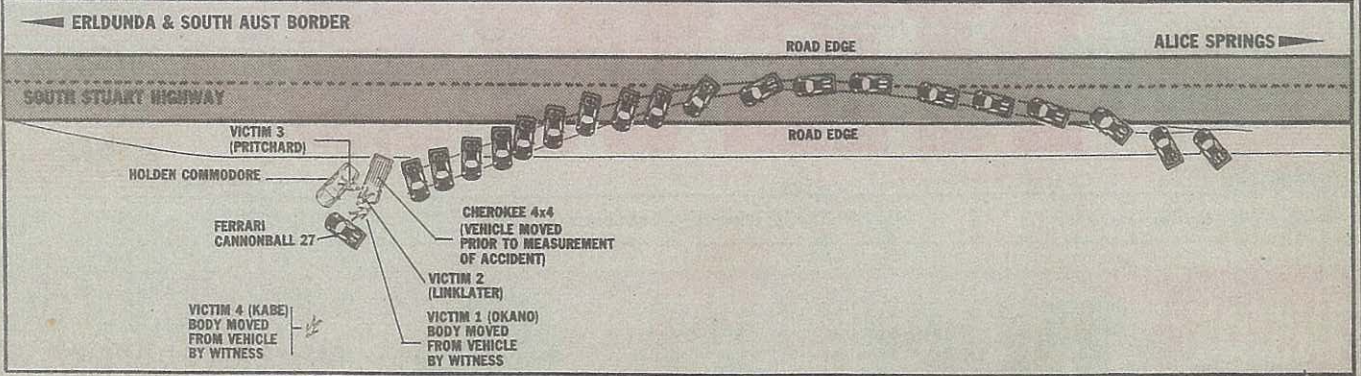 ERLDUNDA & SOUTH AUST BORDER
ROAD EDGE
ALICE SPRINGS
SOUTH STUART HIGHWAY
ROAD EDGE
VICTIM 3
(PRITCHARD)
HOLDEN COMMODORE
FERRARI
CANNONBALL 27
CHEROKEE 4x4
(VEHICLE MOVED
PRIOR TO MEASUREMENT
OF ACCIDENT)
VICTIM 2
(LINKLATER)
VICTIM 4 (KABE)
BODY MOVED
FROM VEHICLE
BY WITNESS
VICTIM 1 (OKANO)
BODY MOVED
FROM VEHICLE
BY WITNESS